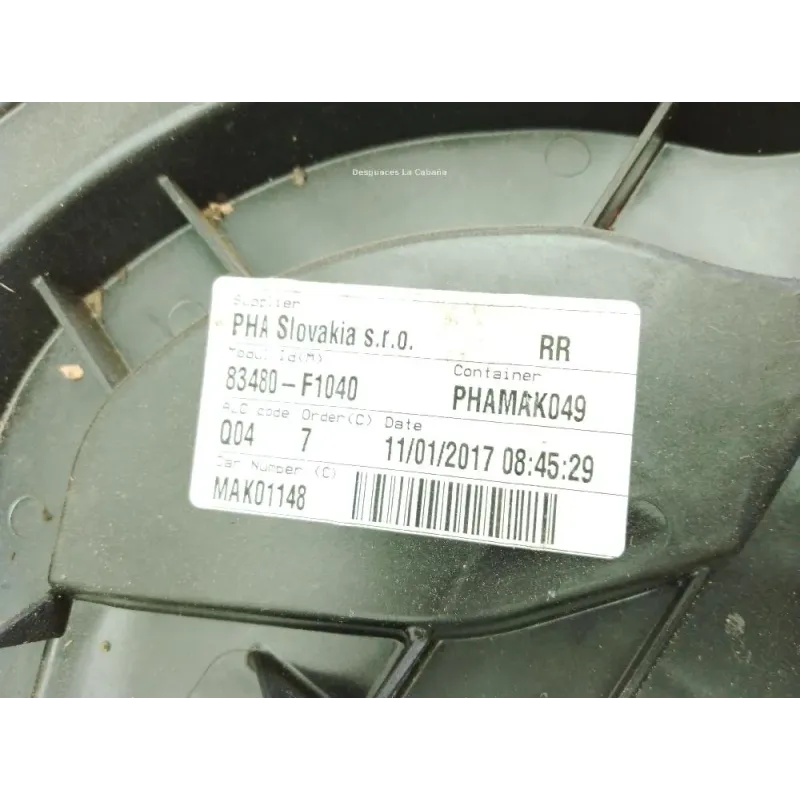 Desguaces La Cabaña
Supplier
PHA Slovakia s.r.o.
RR
Modul Id(M)
83480-F1040
Container
PHAMAK049
ALC code Order(C) Date
Q04 7 11/01/2017 08:45:29
Car Number (C)
MAK01148